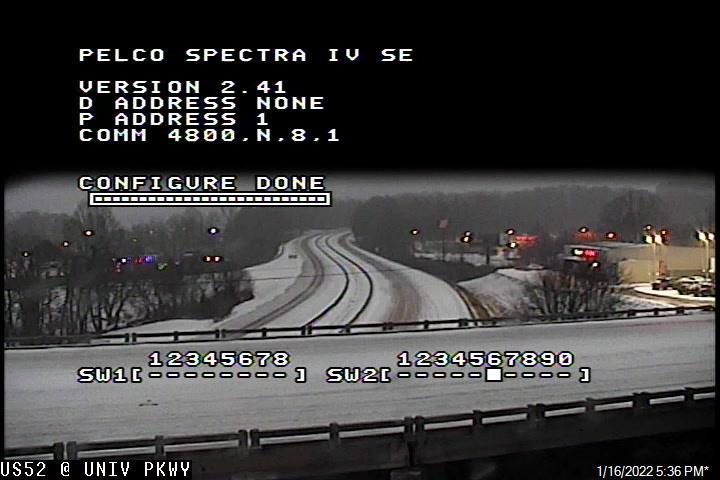 PELCO SPECTRA IV SE
VERSION 2.41
D ADDRESS NONE
P ADDRESS 1
COMM 4800,N,8,1
CONFIGURE DONE
12345678 1234567890
SW1[--------] SW2[-----■----]
US52 @ UNIV PKWY
1/16/2022 5:36 PM*